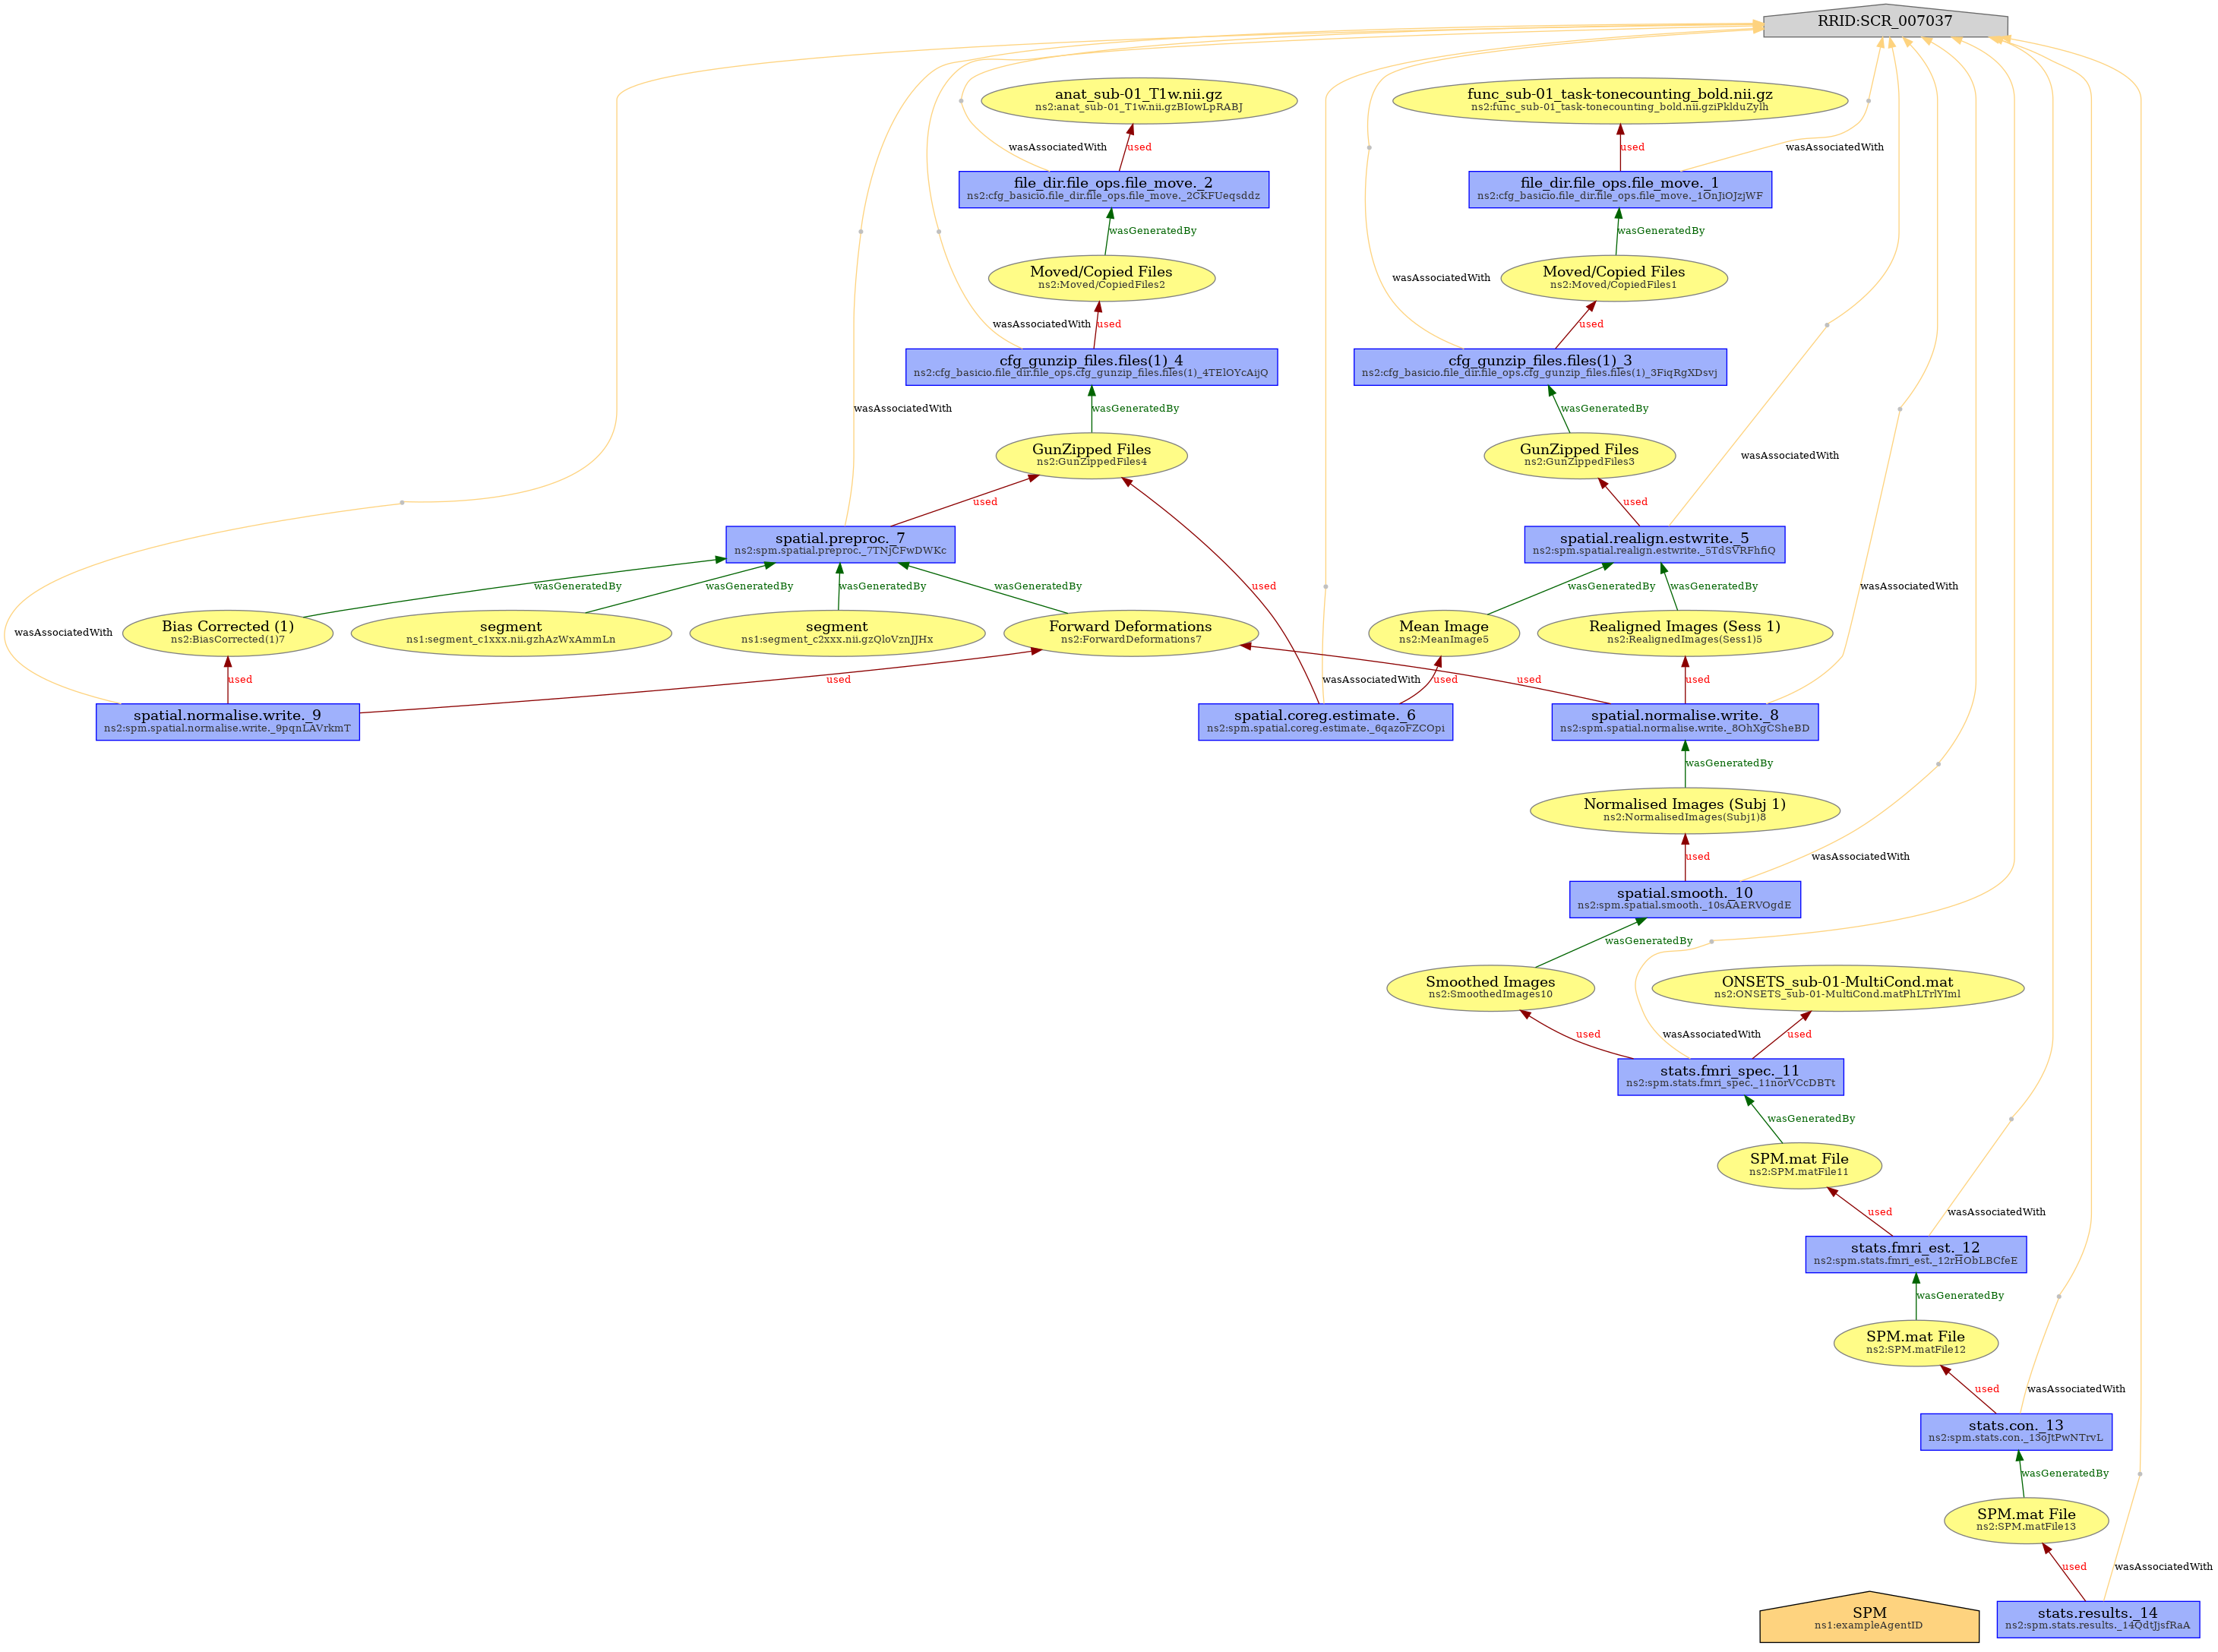 RRID:SCR_007037
anat_sub-01_T1w.nii.gz
ns2:anat_sub-01_T1w.nii.gzBIowLpRABJ
func_sub-01_task-tonecounting_bold.nii.gz
ns2:func_sub-01_task-tonecounting_bold.nii.gziPklduZylh
wasAssociatedWith
used
used
wasAssociatedWith
file_dir.file_ops.file_move._2
ns2:cfg_basicio.file_dir.file_ops.file_move._2CKFUeqsddz
file_dir.file_ops.file_move._1
ns2:cfg_basicio.file_dir.file_ops.file_move._1OnJiOJzjWF
wasGeneratedBy
wasGeneratedBy
Moved/Copied Files
ns2:Moved/CopiedFiles2
Moved/Copied Files
ns2:Moved/CopiedFiles1
wasAssociatedWith
wasAssociatedWith
used
used
cfg_gunzip_files.files(1)_4
ns2:cfg_basicio.file_dir.file_ops.cfg_gunzip_files.files(1)_4TElOYcAijQ
cfg_gunzip_files.files(1)_3
ns2:cfg_basicio.file_dir.file_ops.cfg_gunzip_files.files(1)_3FiqRgXDsvj
wasAssociatedWith
wasGeneratedBy
wasGeneratedBy
GunZipped Files
ns2:GunZippedFiles4
GunZipped Files
ns2:GunZippedFiles3
wasAssociatedWith
used
used
spatial.preproc._7
ns2:spm.spatial.preproc._7TNjCFwDWKc
spatial.realign.estwrite._5
ns2:spm.spatial.realign.estwrite._5TdSVRFhfiQ
wasGeneratedBy
wasGeneratedBy
wasGeneratedBy
wasGeneratedBy
used
wasGeneratedBy
wasGeneratedBy
wasAssociatedWith
wasAssociatedWith
Bias Corrected (1)
ns2:BiasCorrected(1)7
segment
ns1:segment_c1xxx.nii.gzhAzWxAmmLn
segment
ns1:segment_c2xxx.nii.gzQloVznJJHx
Forward Deformations
ns2:ForwardDeformations7
Mean Image
ns2:MeanImage5
Realigned Images (Sess 1)
ns2:RealignedImages(Sess1)5
used
used
wasAssociatedWith
used
used
used
spatial.normalise.write._9
ns2:spm.spatial.normalise.write._9pqnLAVrkmT
spatial.coreg.estimate._6
ns2:spm.spatial.coreg.estimate._6qazoFZCOpi
spatial.normalise.write._8
ns2:spm.spatial.normalise.write._8OhXgCSheBD
wasGeneratedBy
Normalised Images (Subj 1)
ns2:NormalisedImages(Subj1)8
used
wasAssociatedWith
spatial.smooth._10
ns2:spm.spatial.smooth._10sAAERVOgdE
wasGeneratedBy
Smoothed Images
ns2:SmoothedImages10
ONSETS_sub-01-MultiCond.mat
ns2:ONSETS_sub-01-MultiCond.matPhLTrlYIml
used
wasAssociatedWith
used
stats.fmri_spec._11
ns2:spm.stats.fmri_spec._11norVCcDBTt
wasGeneratedBy
SPM.mat File
ns2:SPM.matFile11
used
wasAssociatedWith
stats.fmri_est._12
ns2:spm.stats.fmri_est._12rHObLBCfeE
wasGeneratedBy
SPM.mat File
ns2:SPM.matFile12
used
wasAssociatedWith
stats.con._13
ns2:spm.stats.con._13oJtPwNTrvL
wasGeneratedBy
SPM.mat File
ns2:SPM.matFile13
used
wasAssociatedWith
SPM
ns1:exampleAgentID
stats.results._14
ns2:spm.stats.results._14QdtJjsfRaA